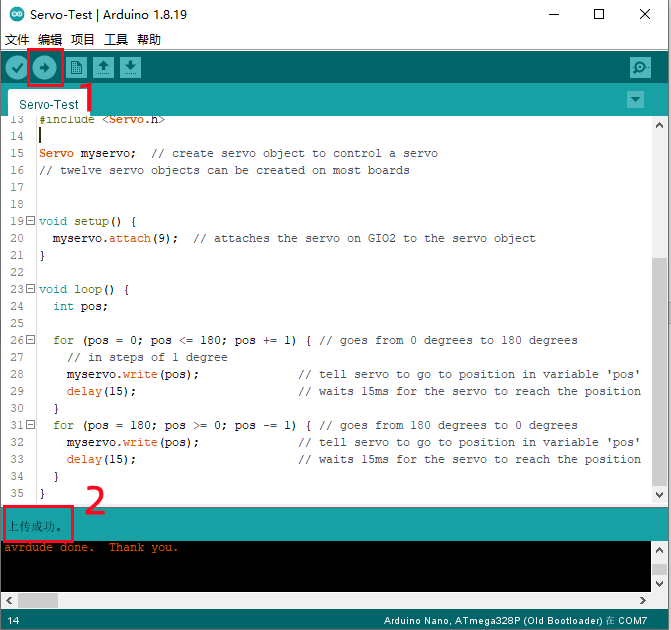 Servo-Test | Arduino 1.8.19
文件 编辑 项目 工具 帮助
1
Servo-Test
13 #include <Servo.h>
14
15 Servo myservo;  // create servo object to control a servo
16 // twelve servo objects can be created on most boards
17
18
19 void setup() {
20   myservo.attach(9);  // attaches the servo on GIO2 to the servo object
21 }
22
23 void loop() {
24   int pos;
25
26   for (pos = 0; pos <= 180; pos += 1) { // goes from 0 degrees to 180 degrees
27     // in steps of 1 degree
28     myservo.write(pos);              // tell servo to go to position in variable 'pos'
29     delay(15);                       // waits 15ms for the servo to reach the position
30   }
31   for (pos = 180; pos >= 0; pos -= 1) { // goes from 180 degrees to 0 degrees
32     myservo.write(pos);              // tell servo to go to position in variable 'pos'
33     delay(15);                       // waits 15ms for the servo to reach the position
34   }
35 }
2
上传成功。
avrdude done.  Thank you.
14 Arduino Nano, ATmega328P (Old Bootloader) 在 COM7